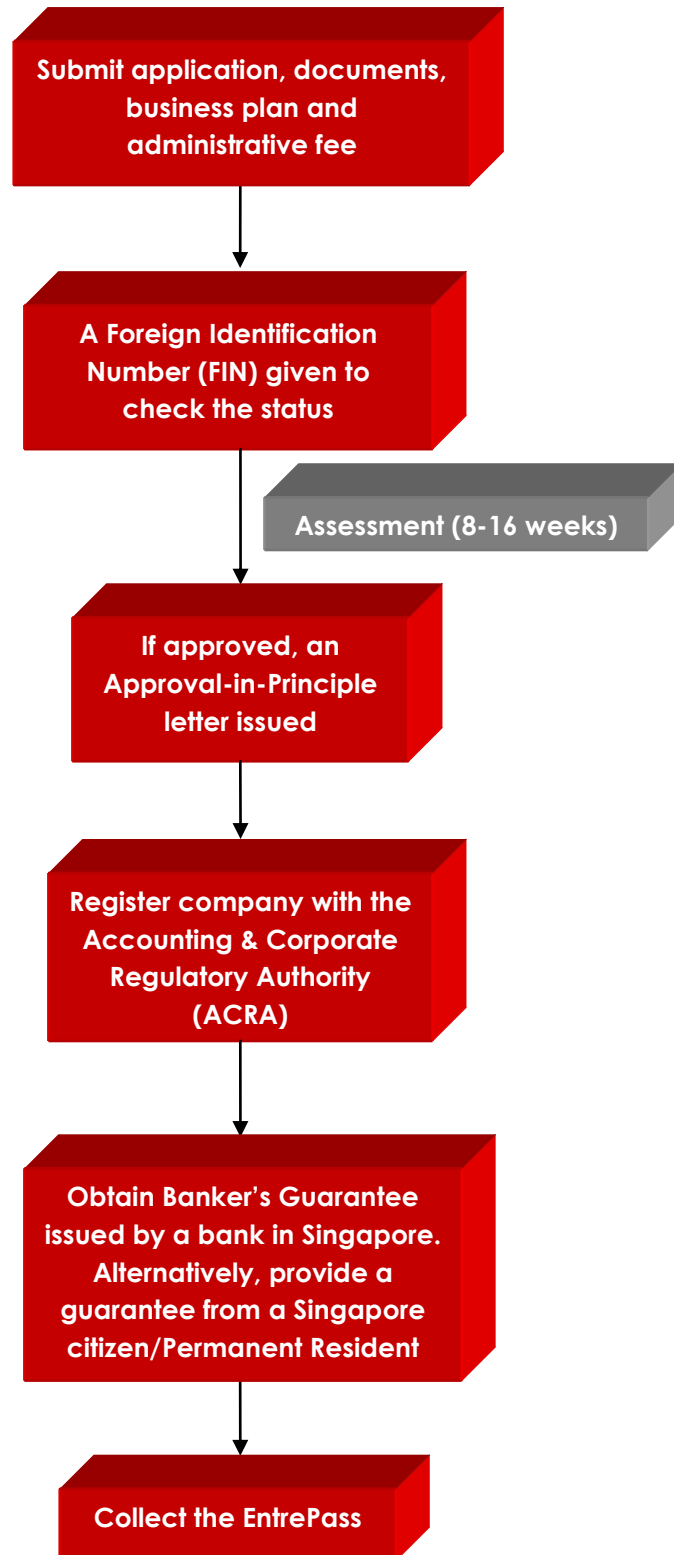 Submit application, documents,
business plan and
administrative fee
A Foreign Identification
Number (FIN) given to
check the status
Assessment (8-16 weeks)
If approved, an
Approval-in-Principle
letter issued
Register company with the
Accounting & Corporate
Regulatory Authority
(ACRA)
Obtain Banker’s Guarantee
issued by a bank in Singapore.
Alternatively, provide a
guarantee from a Singapore
citizen/Permanent Resident
Collect the EntrePass